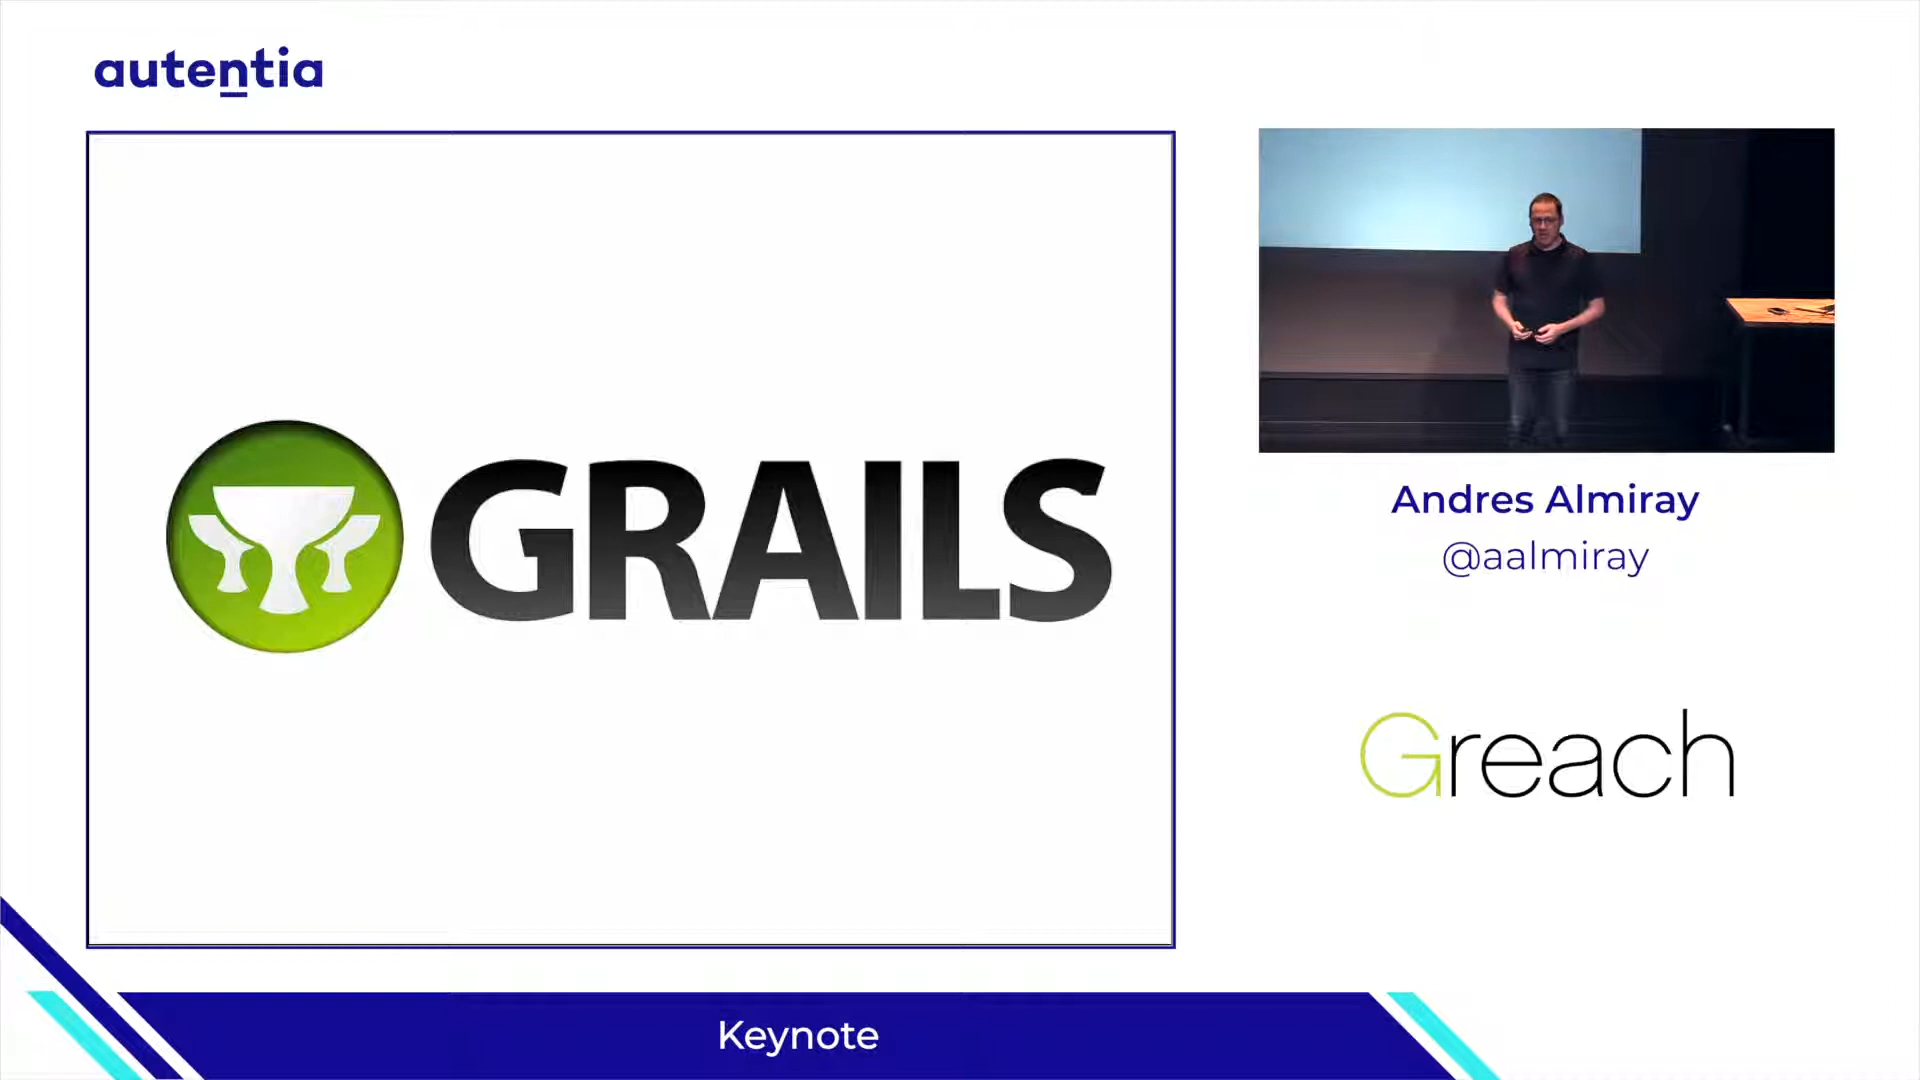 autentia
GRAILS
Andres Almiray
@aalmiray
Greach
Keynote